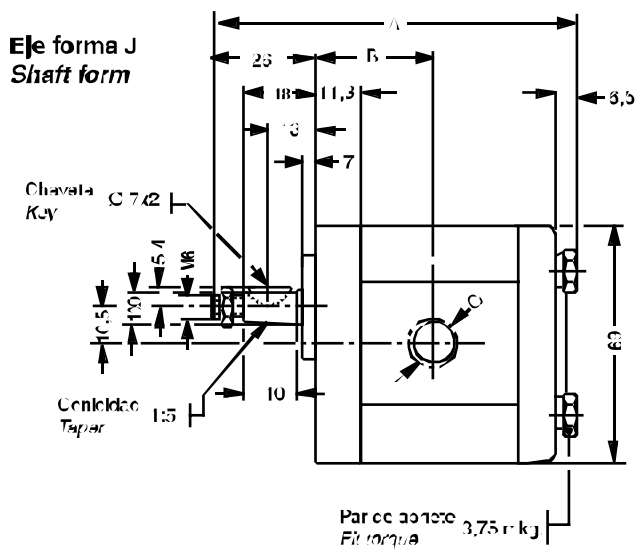 A
Eje forma J
Shaft form
26
B
18
11,3
6,5
13
7
Chaveta
Key
Ø 7x2
5,4
M6
10,5
69
10
Conicidad
Taper
1:5
Par de apriete
3,75 m kg.